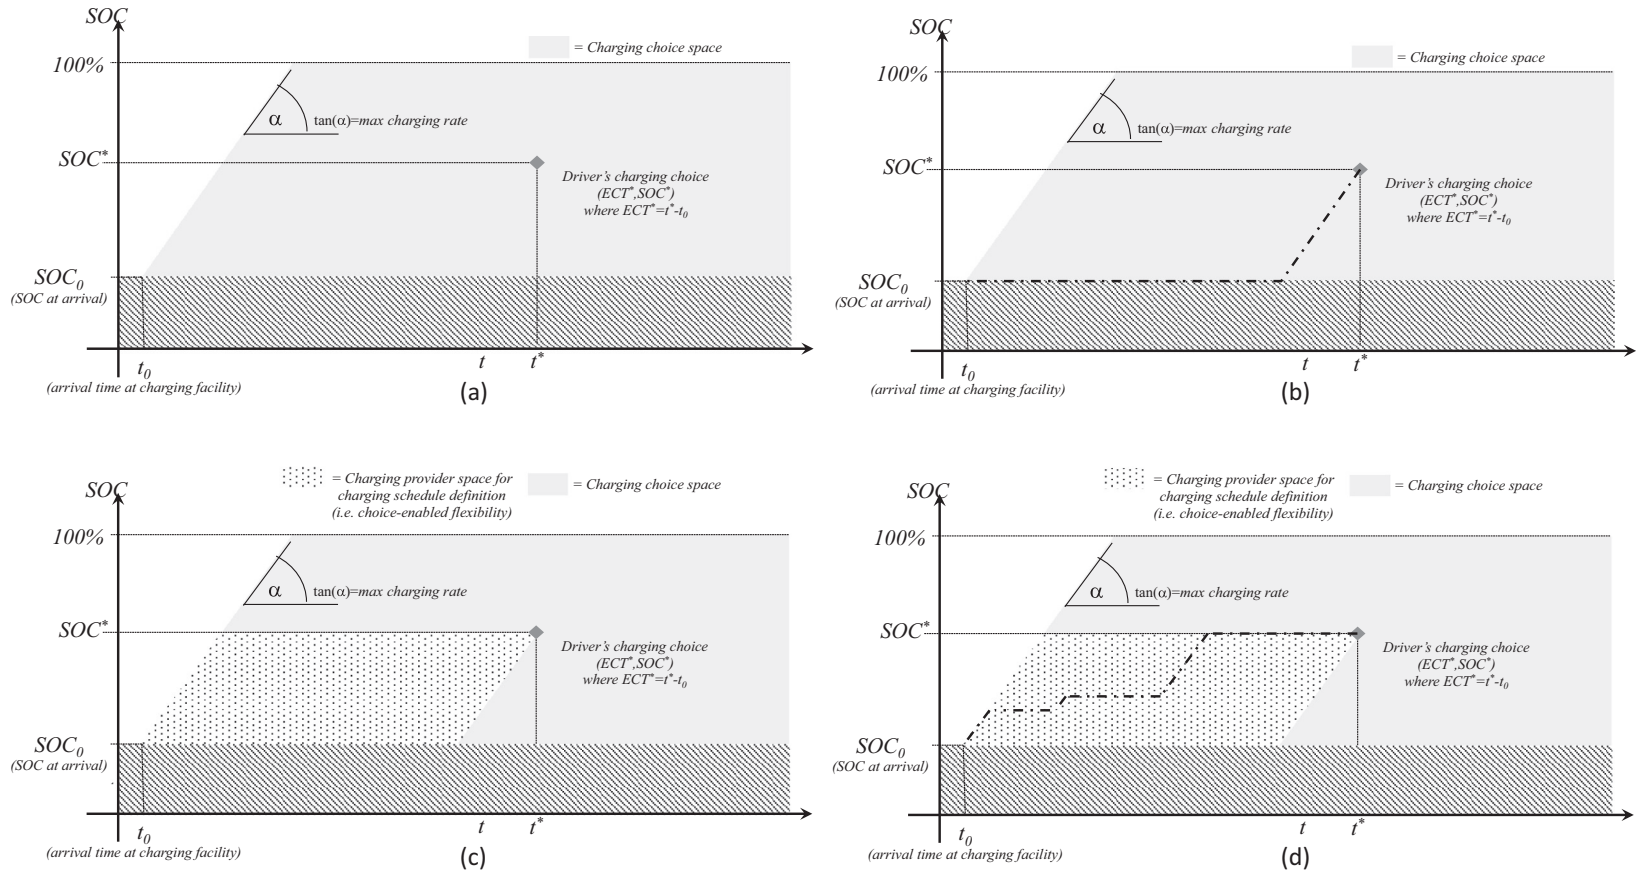 SOC
= Charging choice space
100%
α
tan(α)=max charging rate
SOC*
Driver's charging choice
(ECT*,SOC*)
where ECT*=t*-t0
SOC0
(SOC at arrival)
t0
t
t*
(arrival time at charging facility)
(a)
SOC
= Charging choice space
100%
α
tan(α)=max charging rate
SOC*
Driver's charging choice
(ECT*,SOC*)
where ECT*=t*-t0
SOC0
(SOC at arrival)
t0
t
t*
(arrival time at charging facility)
(b)
= Charging provider space for
charging schedule definition
(i.e. choice-enabled flexibility)
= Charging choice space
SOC
100%
α
tan(α)=max charging rate
SOC*
Driver's charging choice
(ECT*,SOC*)
where ECT*=t*-t0
SOC0
(SOC at arrival)
t0
t
t*
(arrival time at charging facility)
(c)
= Charging provider space for
charging schedule definition
(i.e. choice-enabled flexibility)
= Charging choice space
SOC
100%
α
tan(α)=max charging rate
SOC*
Driver's charging choice
(ECT*,SOC*)
where ECT*=t*-t0
SOC0
(SOC at arrival)
t0
t
t*
(arrival time at charging facility)
(d)